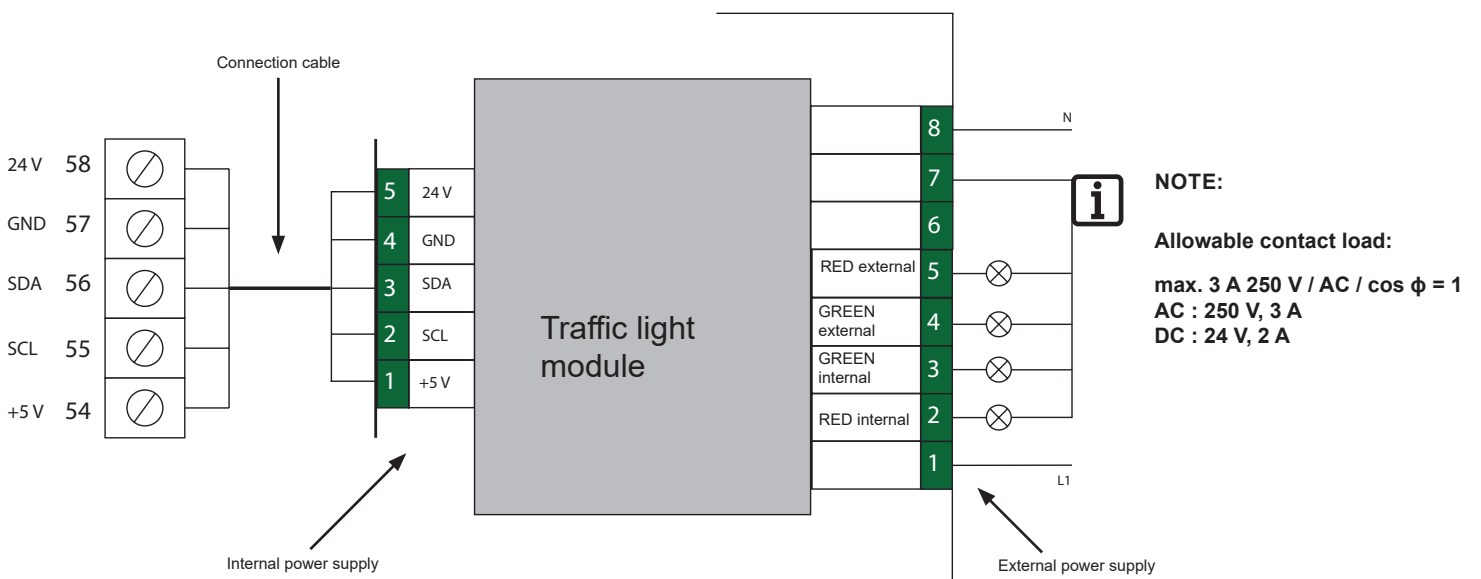 Connection cable
24 V 58
GND 57
SDA 56
SCL 55
+5 V 54
5 24 V
4 GND
3 SDA
2 SCL
1 +5 V
Internal power supply
Traffic light
module
8 N
7
6
RED external 5
GREEN
external 4
GREEN
internal 3
RED internal 2
1 L1
External power supply
i
NOTE:
Allowable contact load:
max. 3 A 250 V / AC / cos ϕ = 1
AC : 250 V, 3 A
DC : 24 V, 2 A